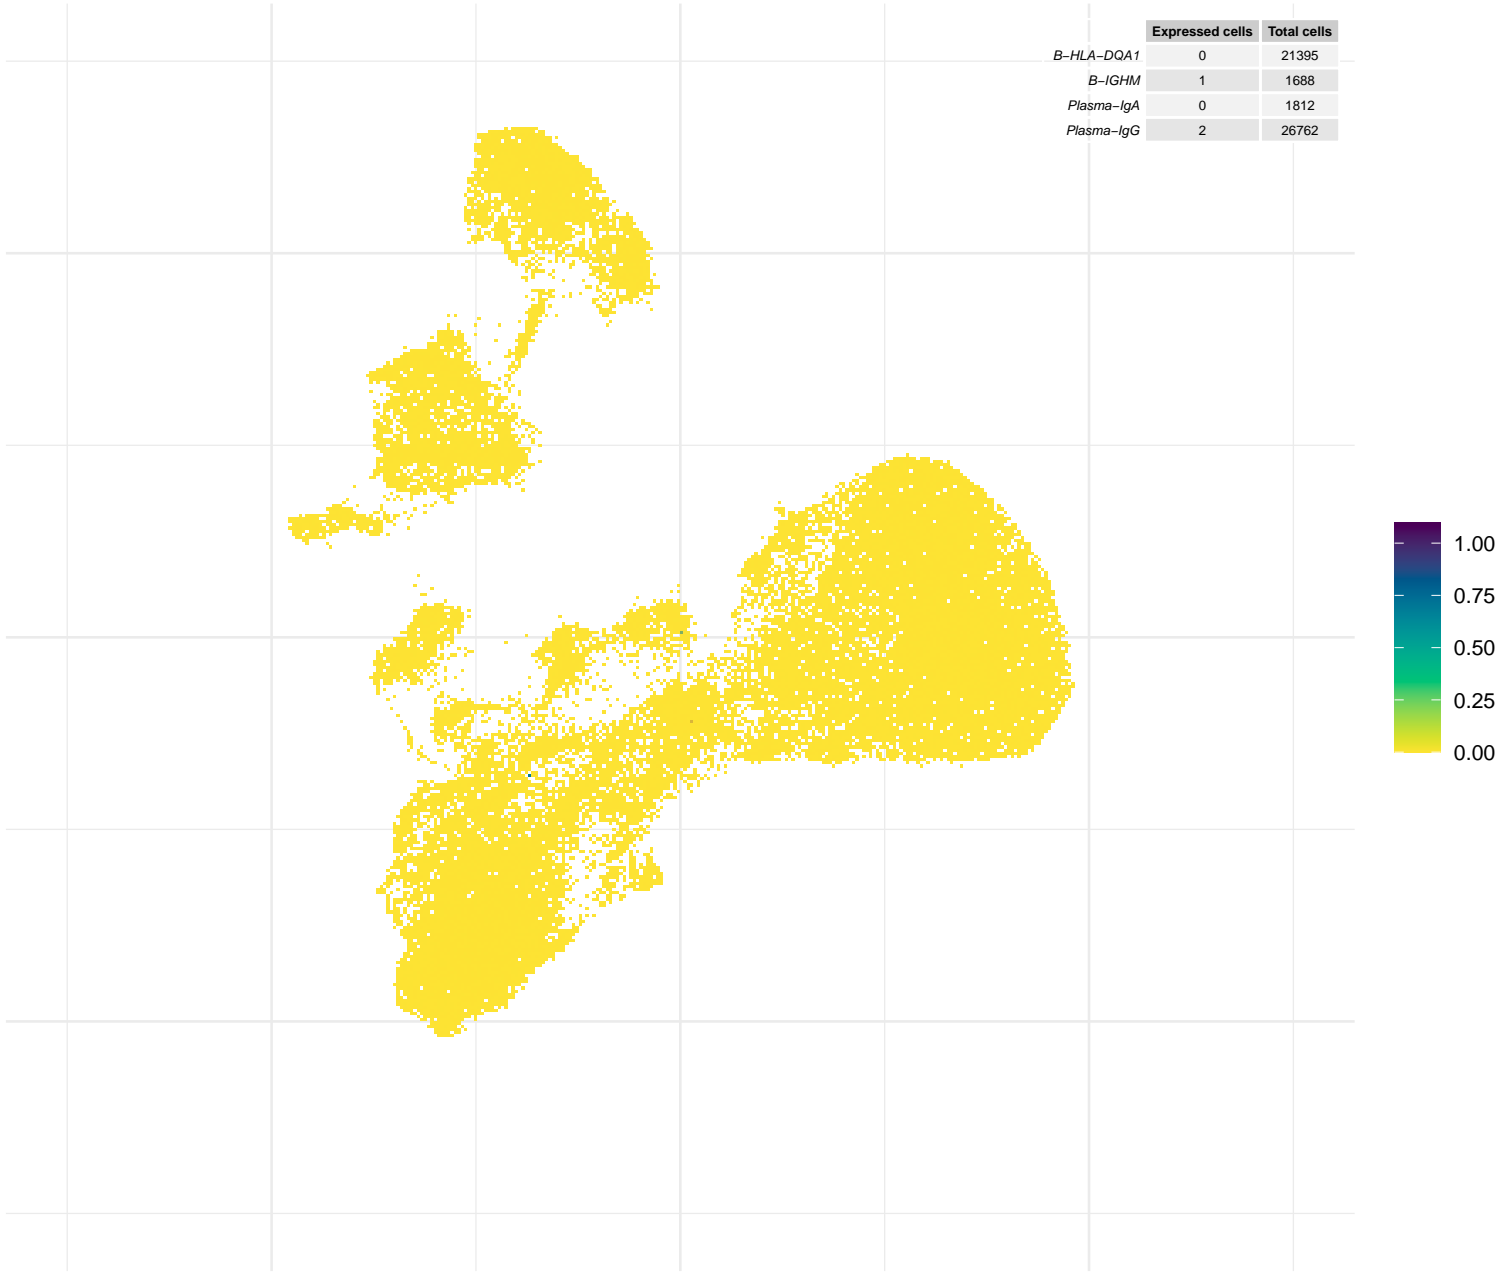 Expressed cells Total cells
B−HLA−DQA1 0 21395
B−IGHM 1 1688
Plasma−IgA 0 1812
Plasma−IgG 2 26762
1.00
0.75
0.50
0.25
0.00